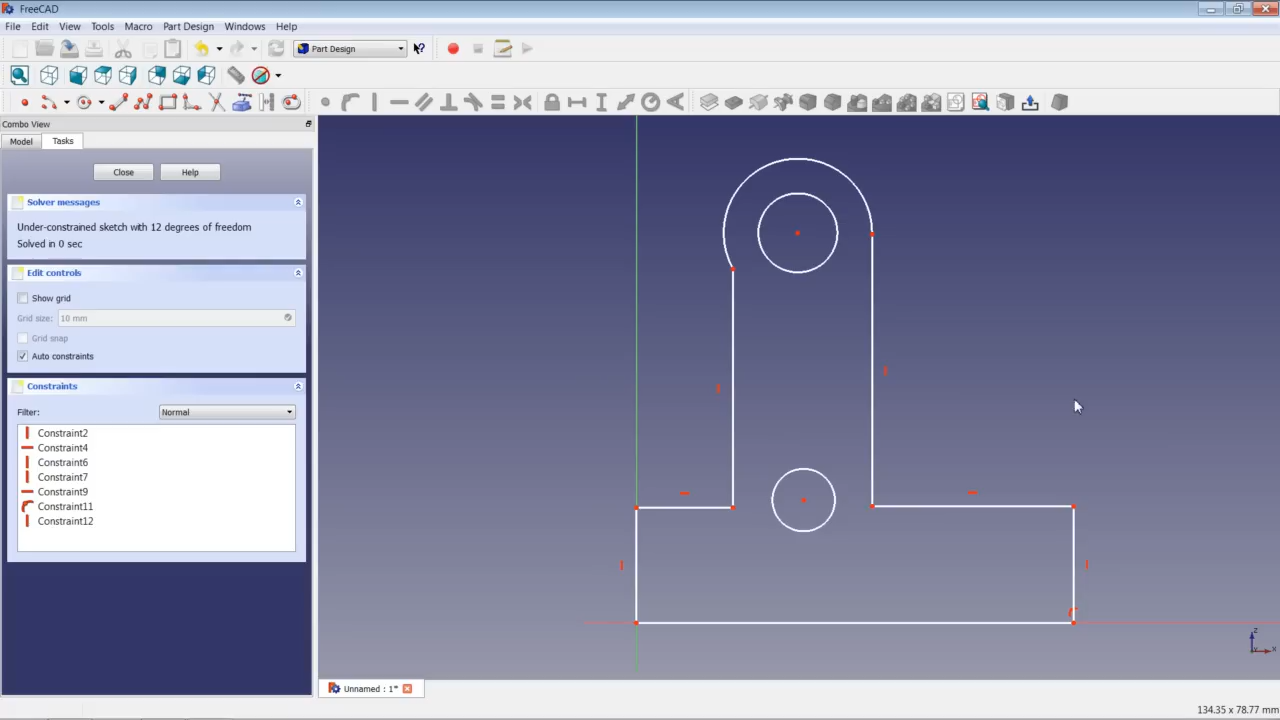 FreeCAD
File Edit View Tools Macro Part Design Windows Help
Part Design
Combo View
Model Tasks
Close Help
Solver messages
Under-constrained sketch with 12 degrees of freedom
Solved in 0 sec
Edit controls
Show grid
Grid size: 10 mm
Grid snap
Auto constraints
Constraints
Filter: Normal
Constraint2
Constraint4
Constraint6
Constraint7
Constraint9
Constraint11
Constraint12
z
x
Unnamed : 1*
134.35 x 78.77 mm